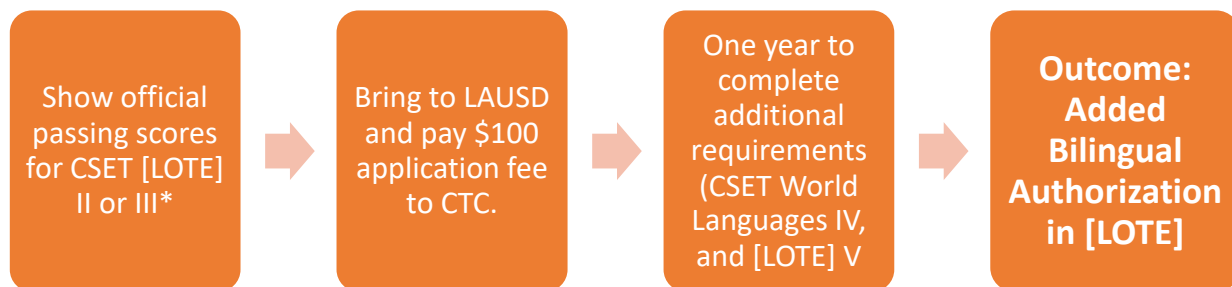 Show official
passing scores
for CSET [LOTE]
II or III*
Bring to LAUSD
and pay $100
application fee
to CTC.
One year to
complete
additional
requirements
(CSET World
Languages IV,
and [LOTE] V
Outcome:
Added
Bilingual
Authorization
in [LOTE]